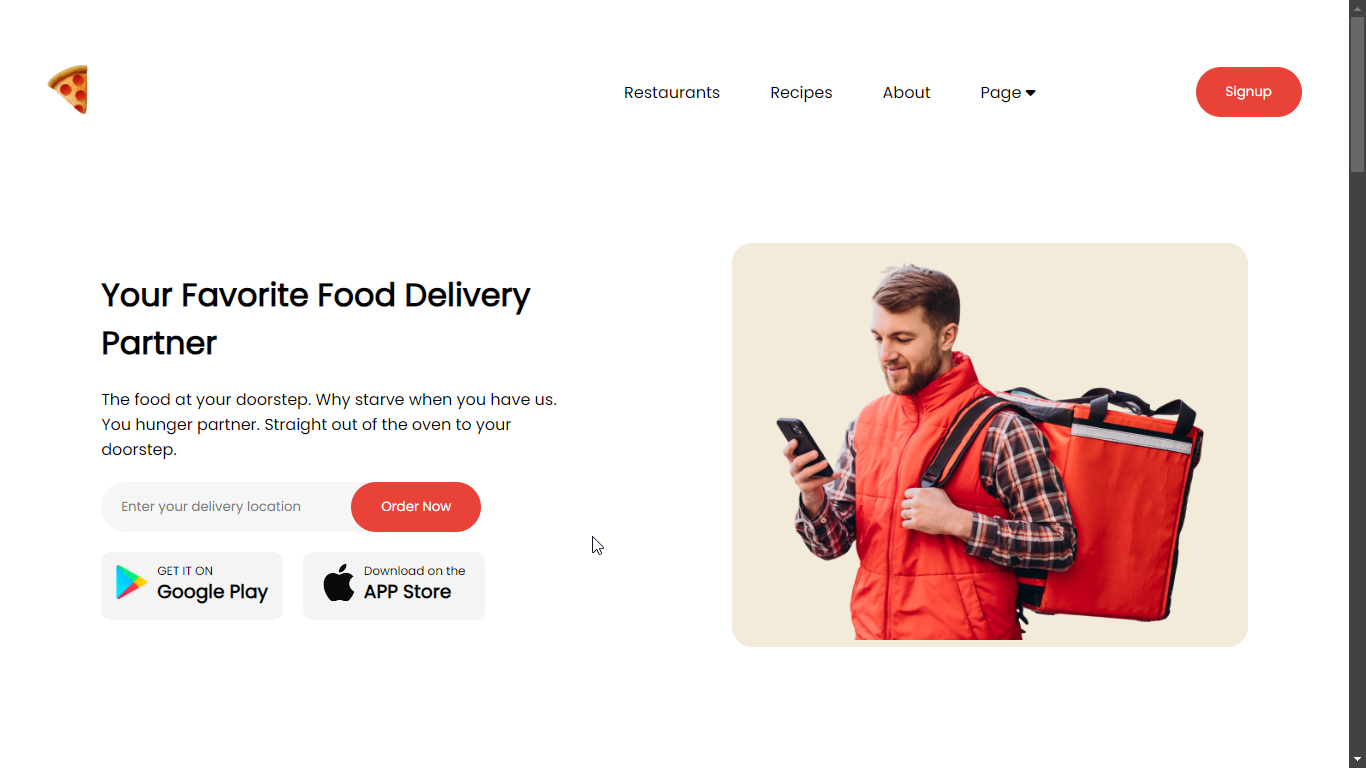 Restaurants
Recipes
About
Page
Signup
Your Favorite Food Delivery
Partner
The food at your doorstep. Why starve when you have us.
You hunger partner. Straight out of the oven to your
doorstep.
Enter your delivery location
Order Now
GET IT ON
Google Play
Download on the
APP Store